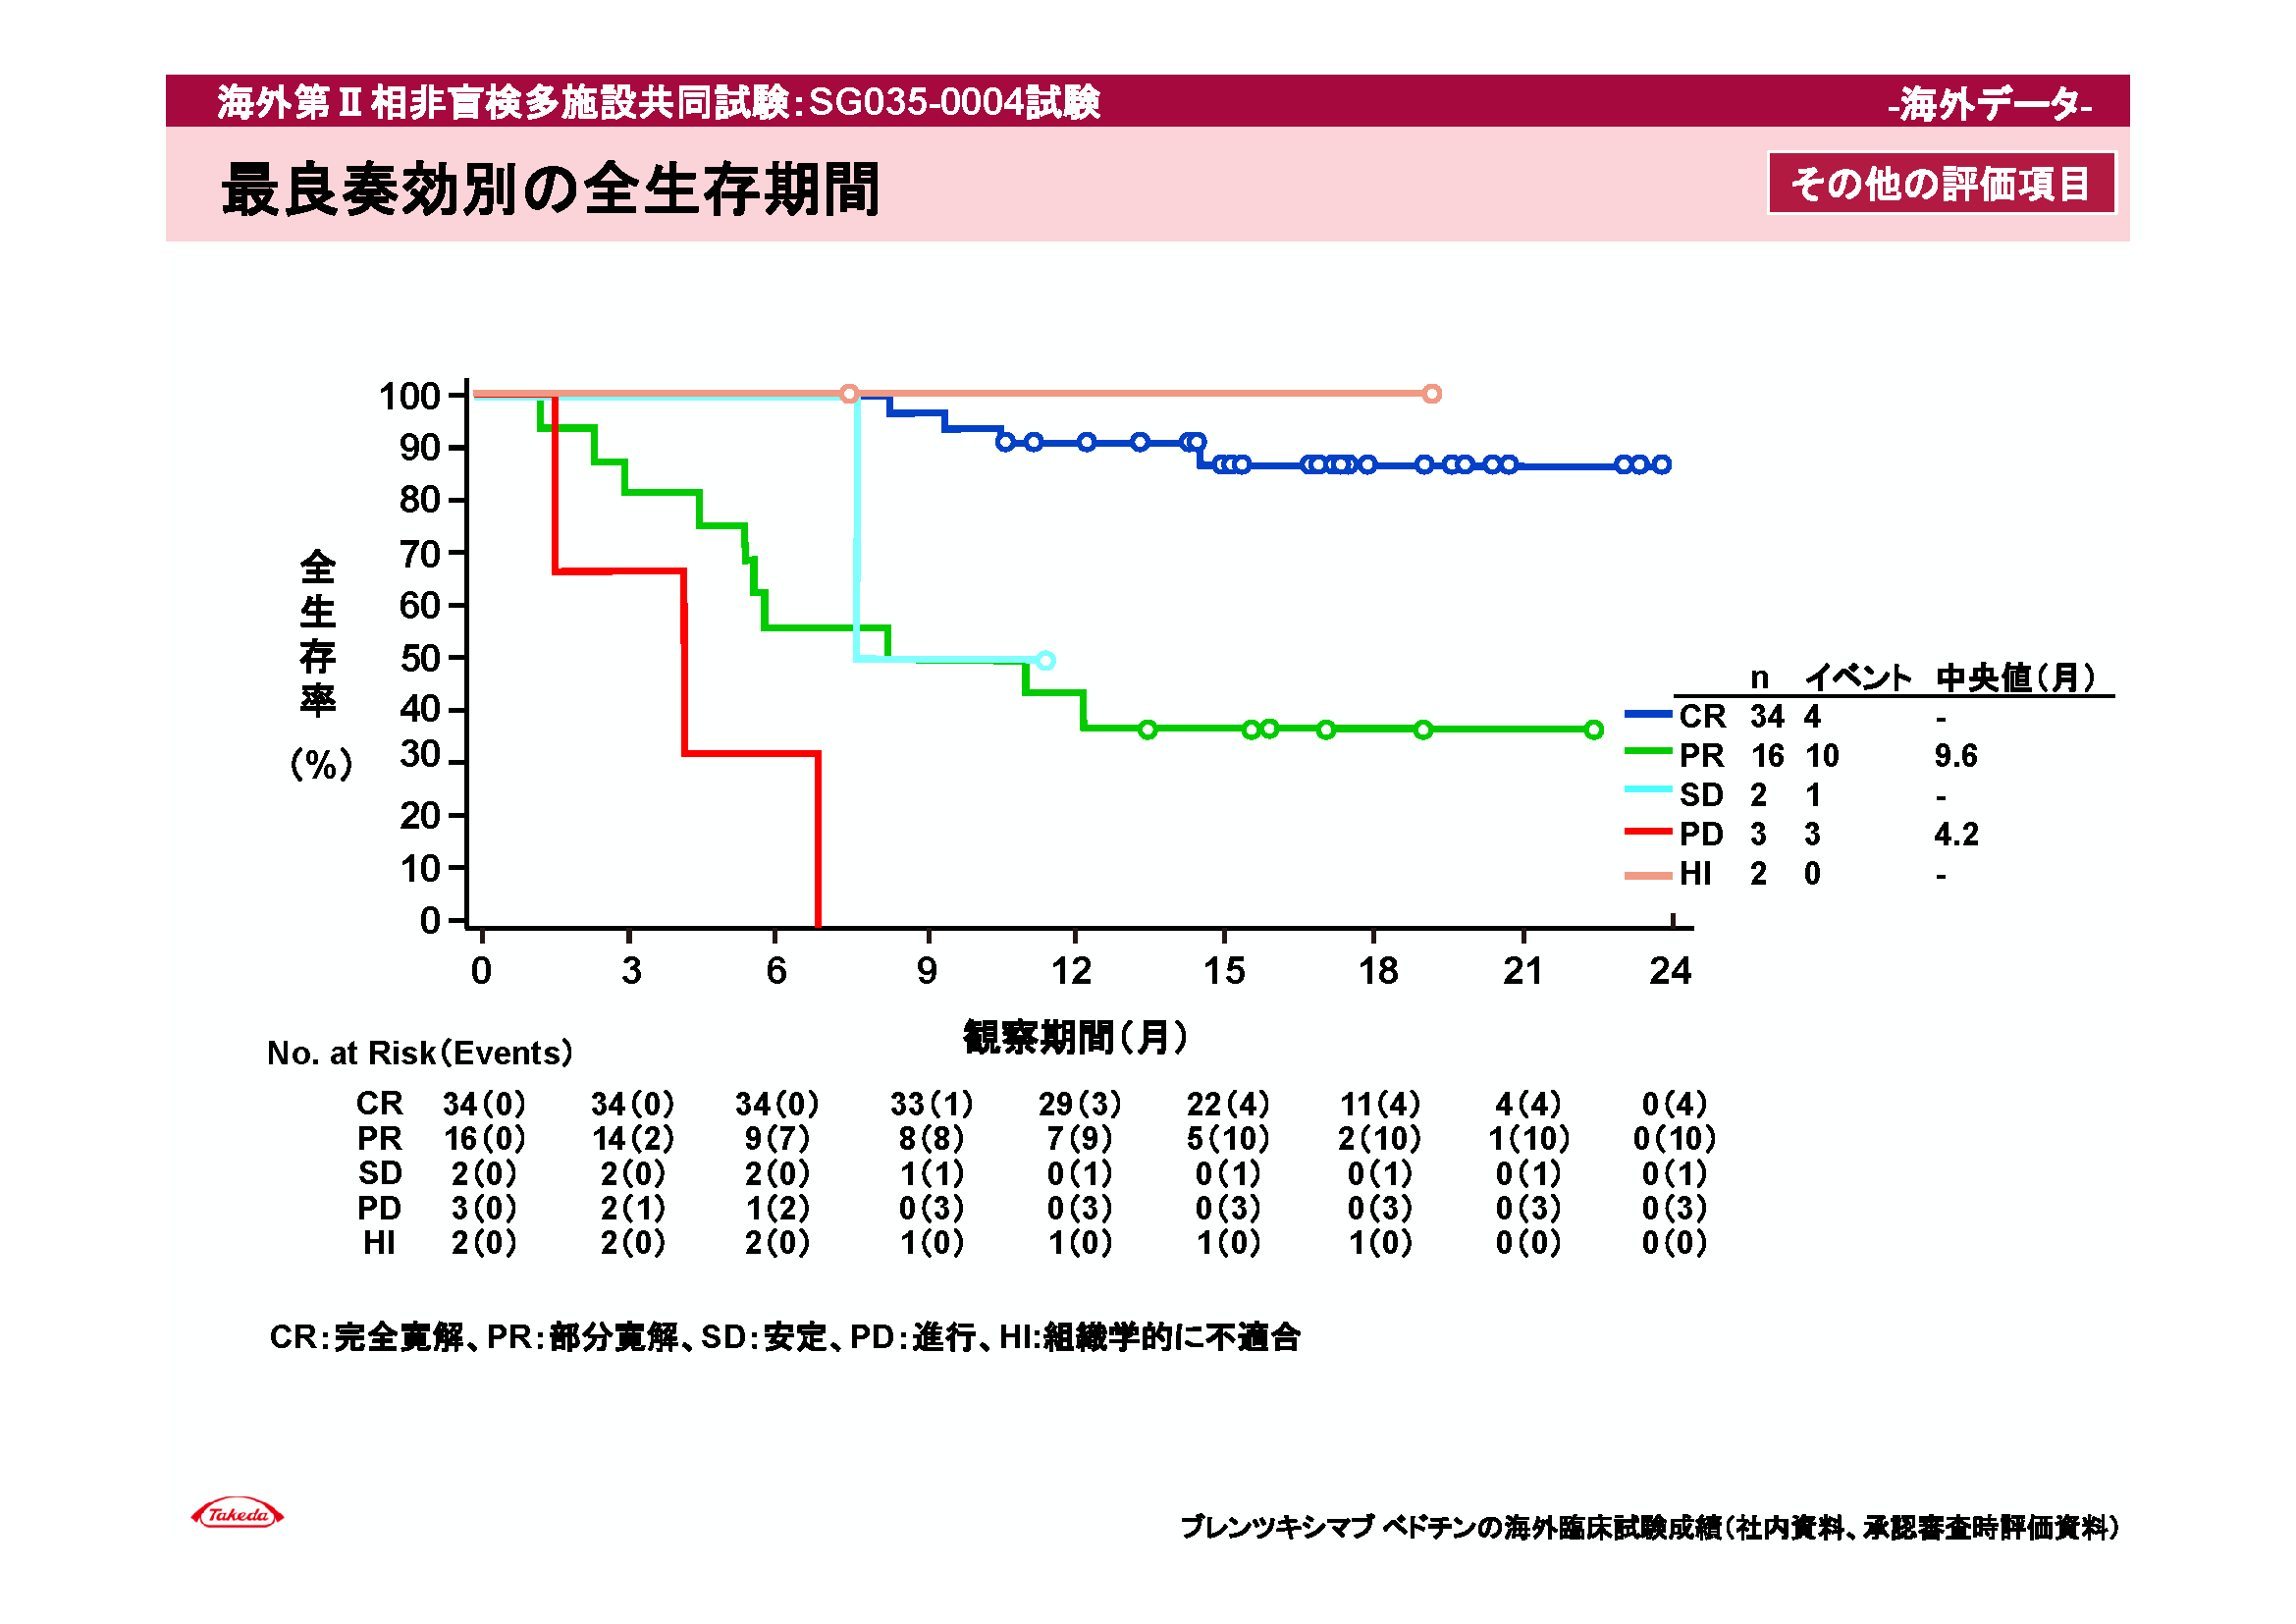 海外第Ⅱ相非盲検多施設共同試験：SG035-0004試験
-海外データ-
最良奏効別の全生存期間
その他の評価項目
100
90
80
70
60
50
40
30
20
10
0
全生存率（%）
0 3 6 9 12 15 18 21 24
観察期間（月）
n イベント 中央値（月）
CR 34 4 -
PR 16 10 9.6
SD 2 1 -
PD 3 3 4.2
HI 2 0 -
No. at Risk（Events）
CR 34（0） 34（0） 34（0） 33（1） 29（3） 22（4） 11（4） 4（4） 0（4）
PR 16（0） 14（2） 9（7） 8（8） 7（9） 5（10） 2（10） 1（10） 0（10）
SD 2（0） 2（0） 2（0） 1（1） 0（1） 0（1） 0（1） 0（1） 0（1）
PD 3（0） 2（1） 1（2） 0（3） 0（3） 0（3） 0（3） 0（3） 0（3）
HI 2（0） 2（0） 2（0） 1（0） 1（0） 1（0） 1（0） 0（0） 0（0）
CR：完全寛解、PR：部分寛解、SD：安定、PD：進行、HI:組織学的に不適合
Takeda
ブレンツキシマブ ベドチンの海外臨床試験成績（社内資料、承認審査時評価資料）